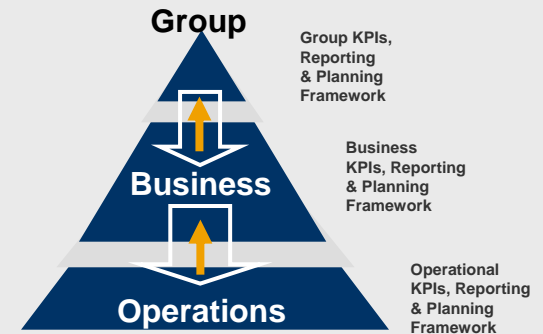 Group
Group KPIs,
Reporting
& Planning
Framework
Business
Business
KPIs, Reporting
& Planning
Framework
Operations
Operational
KPIs, Reporting
& Planning
Framework